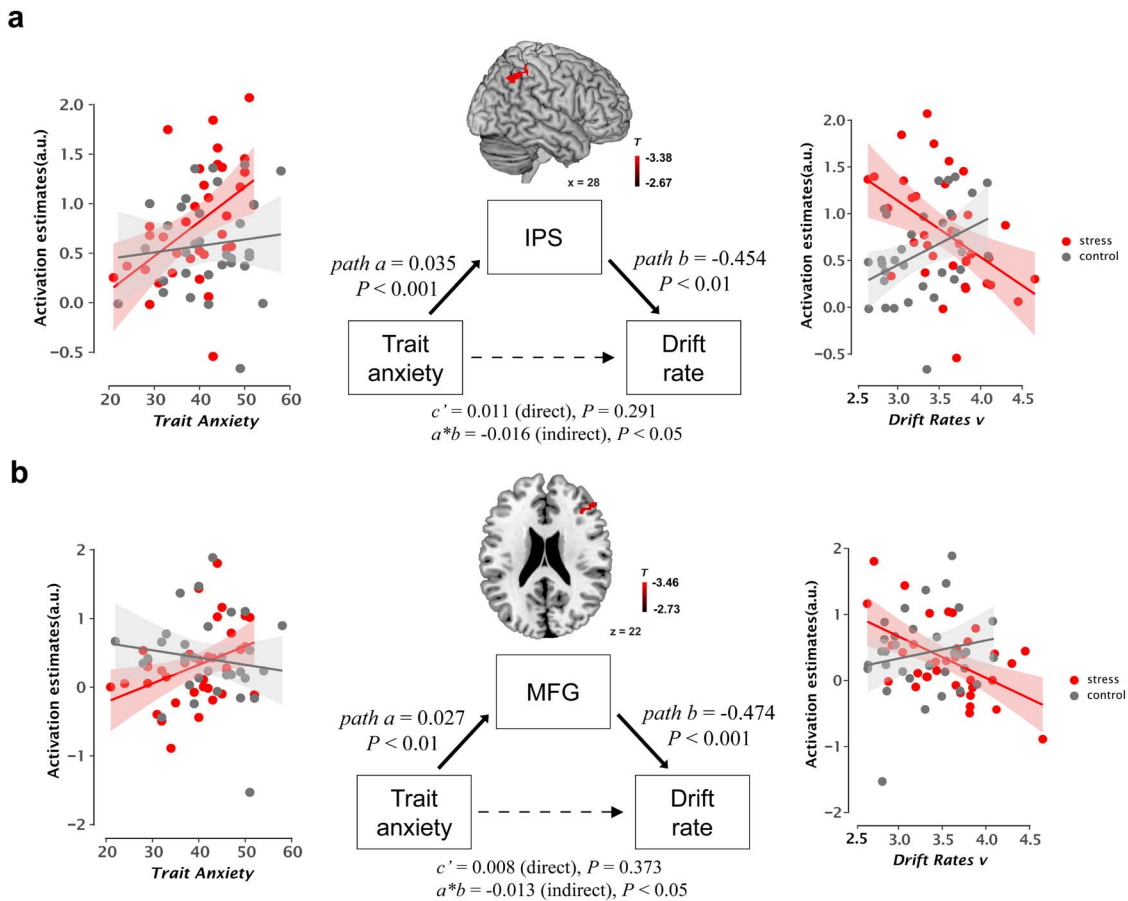 a
2.0
1.5
1.0
0.5
0.0
−0.5
Activation estimates(a.u.)
20 30 40 50 60
Trait Anxiety
T
-3.38
-2.67
x = 28
IPS
path a = 0.035
P < 0.001
path b = -0.454
P < 0.01
Trait
anxiety
Drift
rate
c' = 0.011 (direct), P = 0.291
a*b = -0.016 (indirect), P < 0.05
2.0
1.5
1.0
0.5
0.0
−0.5
Activation estimates(a.u.)
2.5 3.0 3.5 4.0 4.5
Drift Rates v
stress
control
b
2
1
0
−1
−2
Activation estimates(a.u.)
20 30 40 50 60
Trait Anxiety
T
-3.46
-2.73
z = 22
MFG
path a = 0.027
P < 0.01
path b = -0.474
P < 0.001
Trait
anxiety
Drift
rate
c' = 0.008 (direct), P = 0.373
a*b = -0.013 (indirect), P < 0.05
2
1
0
−1
−2
Activation estimates(a.u.)
2.5 3.0 3.5 4.0 4.5
Drift Rates v
stress
control